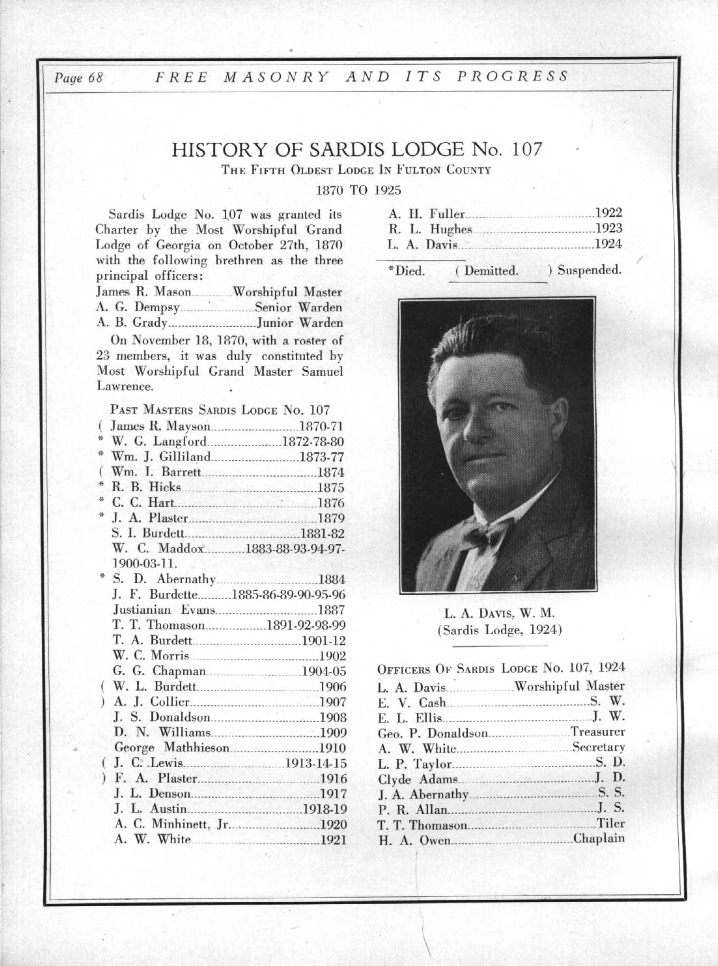 Page 68 FREE MASONRY AND ITS PROGRESS
HISTORY OF SARDIS LODGE No. 107
THE FIFTH OLDEST LODGE IN FULTON COUNTY
1870 TO 1925
Sardis Lodge No. 107 was granted its
Charter by the Most Worshipful Grand
Lodge of Georgia on October 27th, 1870
with the following brethren as the three
principal officers:
James R. Mason Worshipful Master
A. G. Dempsy Senior Warden
A. B. Grady Junior Warden
On November 18, 1870, with a roster of
23 members, it was duly constituted by
Most Worshipful Grand Master Samuel
Lawrence.
PAST MASTERS SARDIS LODGE NO. 107
( James R. Mayson 1870-71
* W. G. Langford 1872-78-80
* Wm. J. Gilliland 1873-77
( Wm. I. Barrett 1874
* R. B. Hicks 1875
* C. C. Hart 1876
* J. A. Plaster 1879
S. I. Burdett 1881-82
W. C. Maddox 1883-88-93-94-97-
1900-03-11.
* S. D. Abernathy 1884
J. F. Burdette 1885-86-89-90-95-96
Justianian Evans 1887
T. T. Thomason 1891-92-98-99
T. A. Burdett 1901-12
W. C. Morris 1902
G. G. Chapman 1904-05
( W. L. Burdett 1906
) A. J. Collier 1907
J. S. Donaldson 1908
D. N. Williams 1909
George Mathhieson 1910
( J. C. Lewis 1913-14-15
) F. A. Plaster 1916
J. L. Denson 1917
J. L. Austin 1918-19
A. C. Minhinett, Jr. 1920
A. W. White 1921
A. H. Fuller 1922
R. L. Hughes 1923
L. A. Davis 1924
*Died. ( Demitted. ) Suspended.
L. A. DAVIS, W. M.
(Sardis Lodge, 1924)
OFFICERS OF SARDIS LODGE NO. 107, 1924
L. A. Davis Worshipful Master
E. V. Cash S. W.
E. L. Ellis J. W.
Geo. P. Donaldson Treasurer
A. W. White Secretary
L. P. Taylor S. D.
Clyde Adams J. D.
J. A. Abernathy S. S.
P. R. Allan J. S.
T. T. Thomason Tiler
H. A. Owen Chaplain